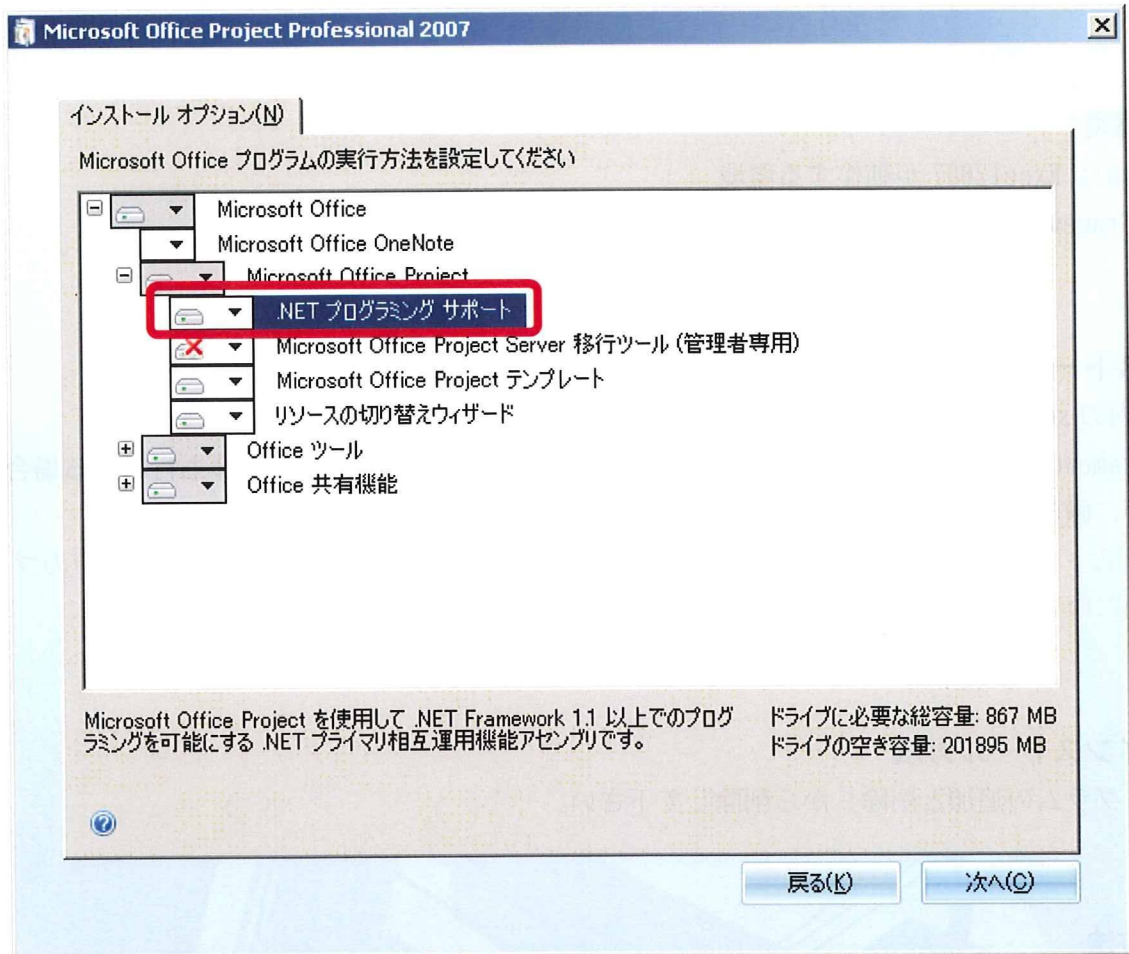 Microsoft Office Project Professional 2007
インストール オプション(N)
Microsoft Office プログラムの実行方法を設定してください
Microsoft Office
Microsoft Office OneNote
Microsoft Office Project
.NET プログラミング サポート
Microsoft Office Project Server 移行ツール (管理者専用)
Microsoft Office Project テンプレート
リソースの切り替えウィザード
Office ツール
Office 共有機能
Microsoft Office Project を使用して .NET Framework 1.1 以上でのプログ
ラミングを可能にする .NET プライマリ相互運用機能アセンブリです。
ドライブに必要な総容量: 867 MB
ドライブの空き容量: 201895 MB
戻る(K)
次へ(C)